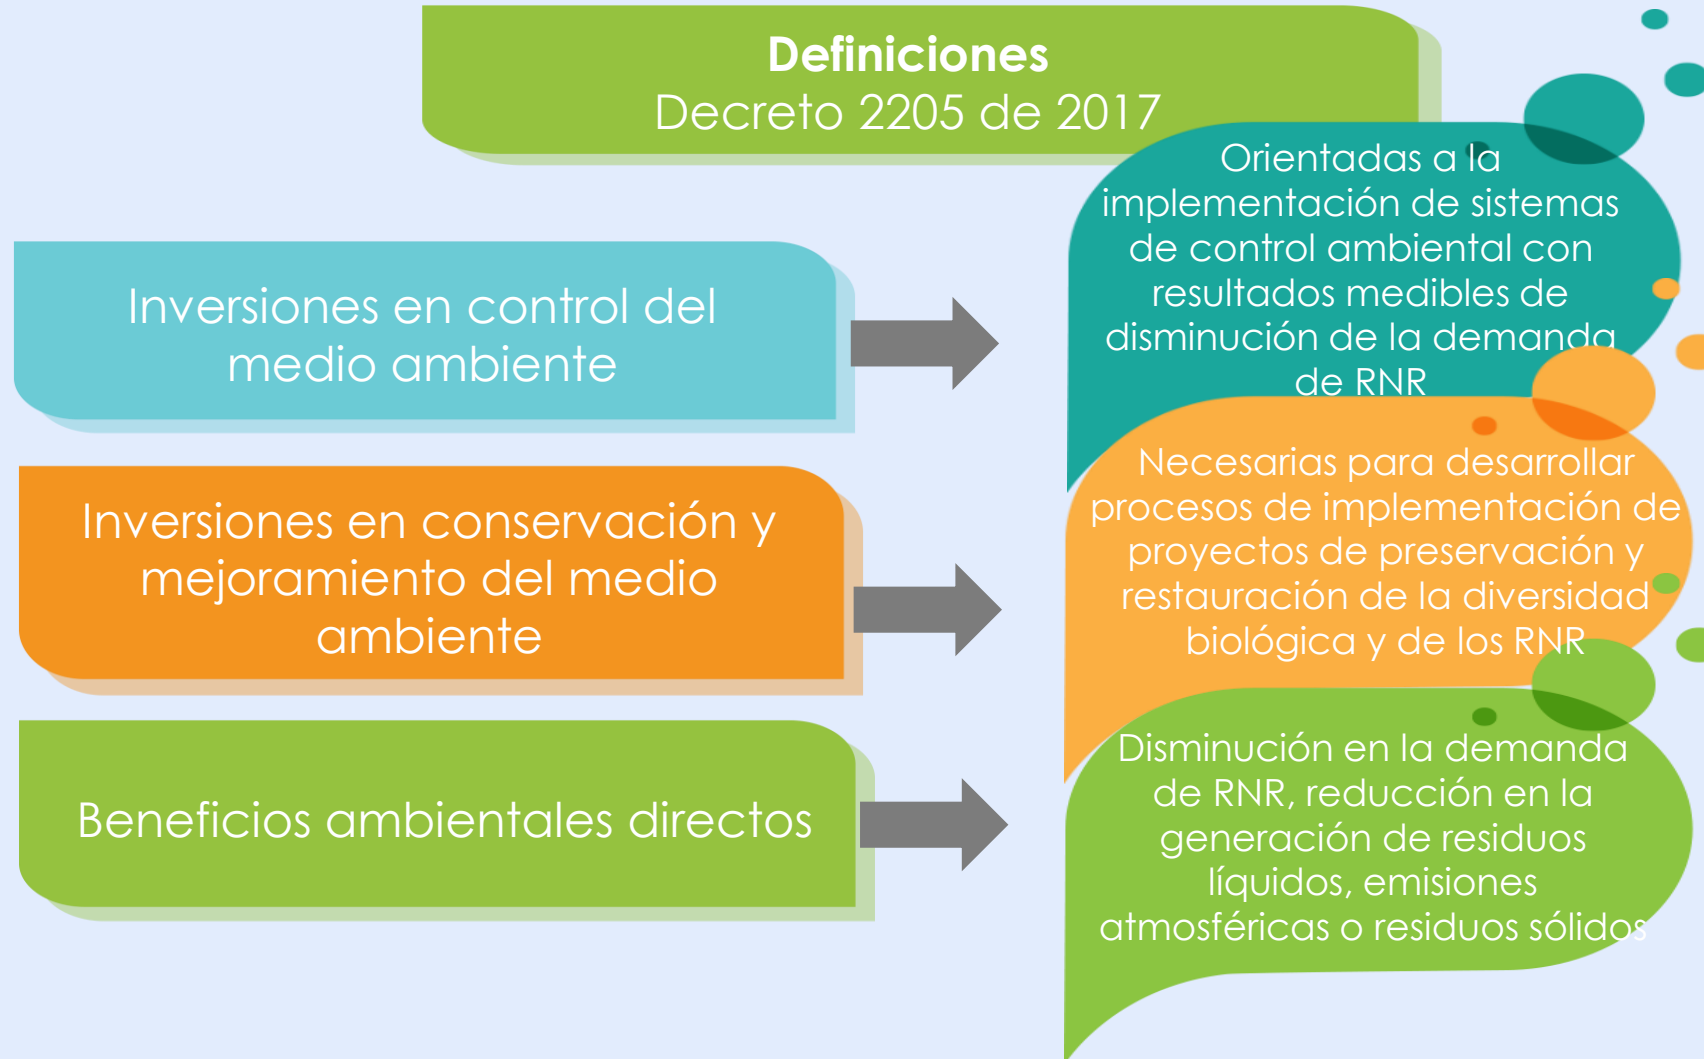 Definiciones
Decreto 2205 de 2017
Inversiones en control del
medio ambiente
Orientadas a la
implementación de sistemas
de control ambiental con
resultados medibles de
disminución de la demanda
de RNR
Inversiones en conservación y
mejoramiento del medio
ambiente
Necesarias para desarrollar
procesos de implementación de
proyectos de preservación y
restauración de la diversidad
biológica y de los RNR
Beneficios ambientales directos
Disminución en la demanda
de RNR, reducción en la
generación de residuos
líquidos, emisiones
atmosféricas o residuos sólidos